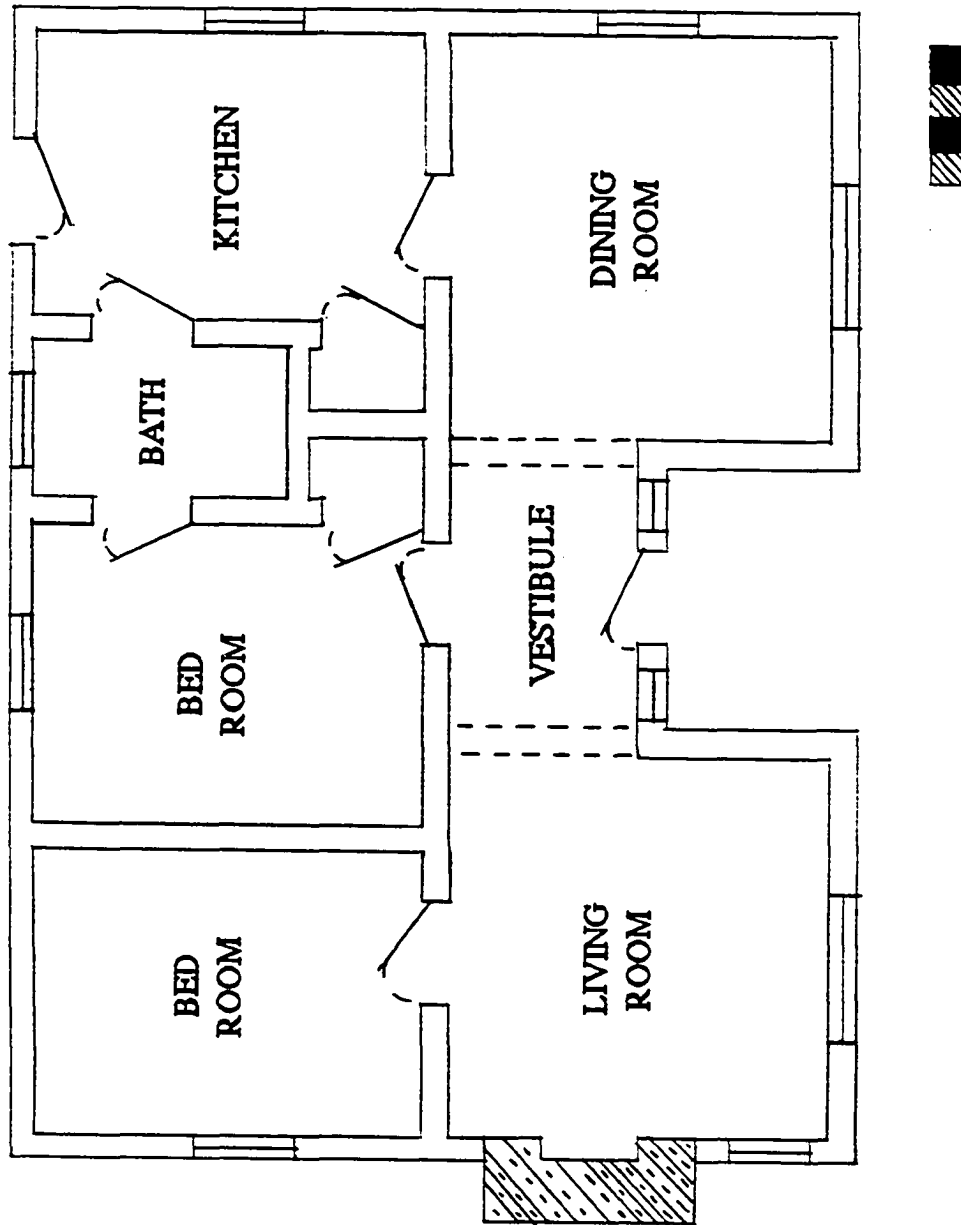 BED
ROOM
BED
ROOM
BATH
KITCHEN
LIVING
ROOM
VESTIBULE
DINING
ROOM